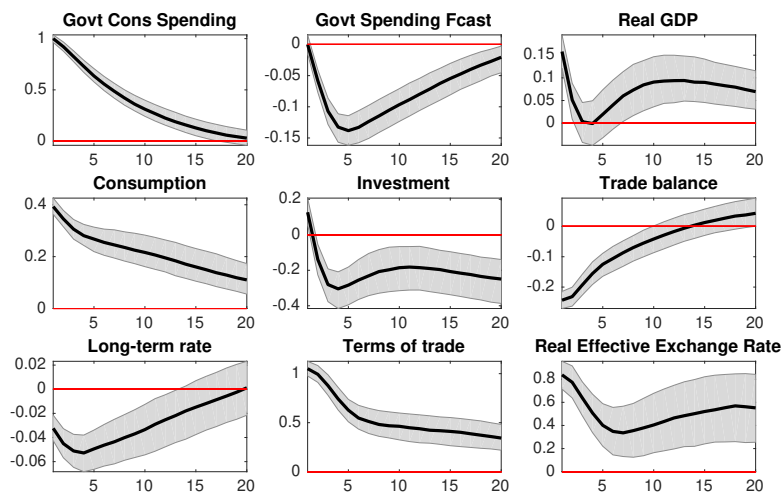 Govt Cons Spending
1
0.5
0
5 10 15 20
Govt Spending Fcast
0
-0.05
-0.1
-0.15
5 10 15 20
Real GDP
0.15
0.1
0.05
0
5 10 15 20
Consumption
0.4
0.2
0
5 10 15 20
Investment
0.2
0
-0.2
-0.4
5 10 15 20
Trade balance
0
-0.1
-0.2
5 10 15 20
Long-term rate
0.02
0
-0.02
-0.04
-0.06
5 10 15 20
Terms of trade
1
0.5
0
5 10 15 20
Real Effective Exchange Rate
0.8
0.6
0.4
0.2
0
5 10 15 20